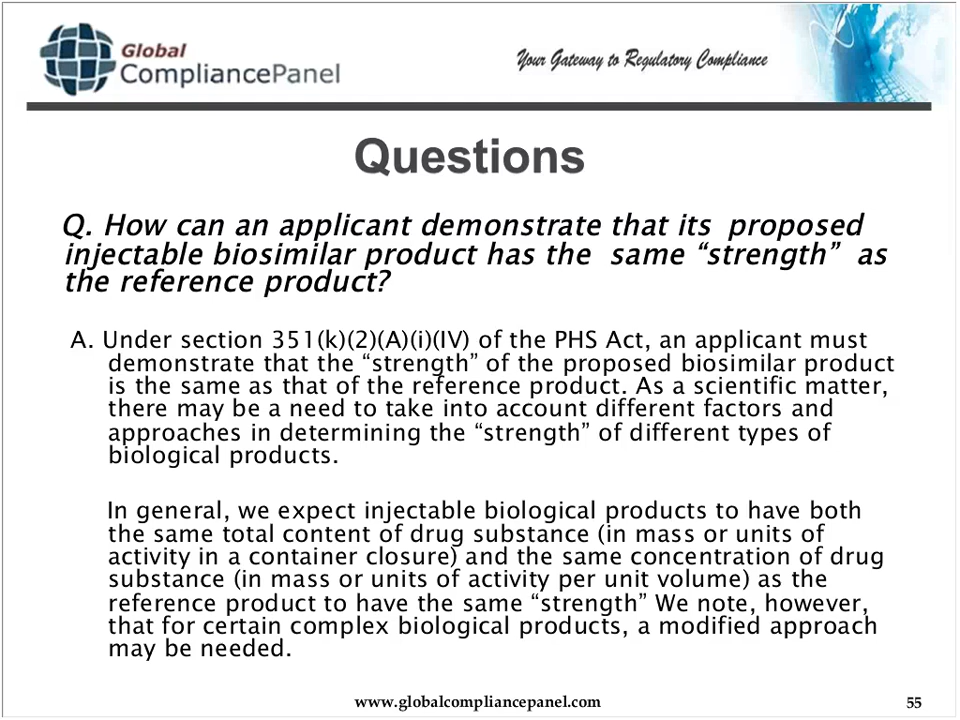 Global
CompliancePanel
Your Gateway to Regulatory Compliance
Questions
Q. How can an applicant demonstrate that its proposed
injectable biosimilar product has the same “strength” as
the reference product?
A. Under section 351(k)(2)(A)(i)(IV) of the PHS Act, an applicant must
demonstrate that the “strength” of the proposed biosimilar product
is the same as that of the reference product. As a scientific matter,
there may be a need to take into account different factors and
approaches in determining the “strength” of different types of
biological products.
In general, we expect injectable biological products to have both
the same total content of drug substance (in mass or units of
activity in a container closure) and the same concentration of drug
substance (in mass or units of activity per unit volume) as the
reference product to have the same “strength” We note, however,
that for certain complex biological products, a modified approach
may be needed.
www.globalcompliancepanel.com
55